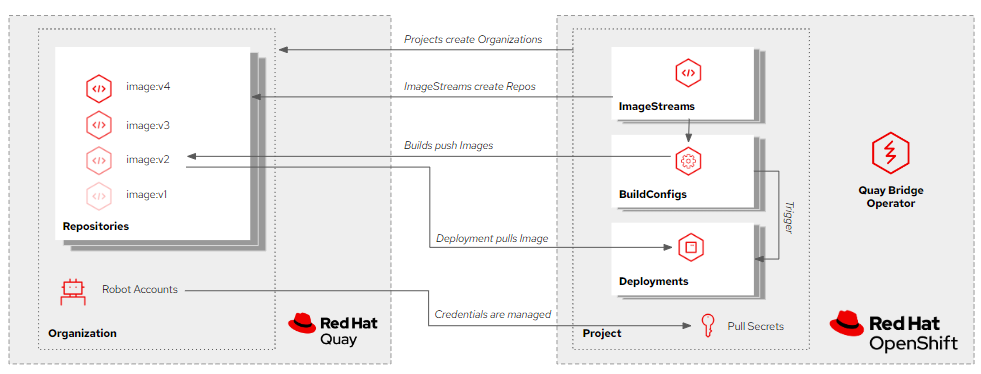 Projects create Organizations
ImageStreams create Repos
Builds push Images
Deployment pulls Image
Credentials are managed
image:v4
image:v3
image:v2
image:v1
Repositories
Robot Accounts
Organization
Red Hat
Quay
ImageStreams
BuildConfigs
Trigger
Deployments
Project
Pull Secrets
Quay Bridge
Operator
Red Hat
OpenShift